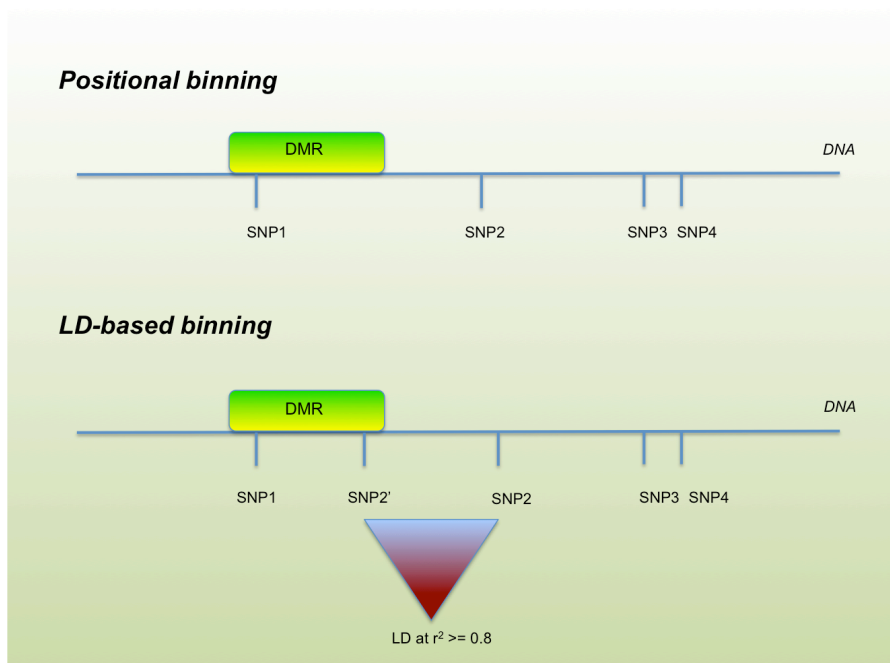 Positional binning
DMR
DNA
SNP1 SNP2 SNP3 SNP4
LD-based binning
DMR
DNA
SNP1 SNP2’ SNP2 SNP3 SNP4
LD at r² >= 0.8